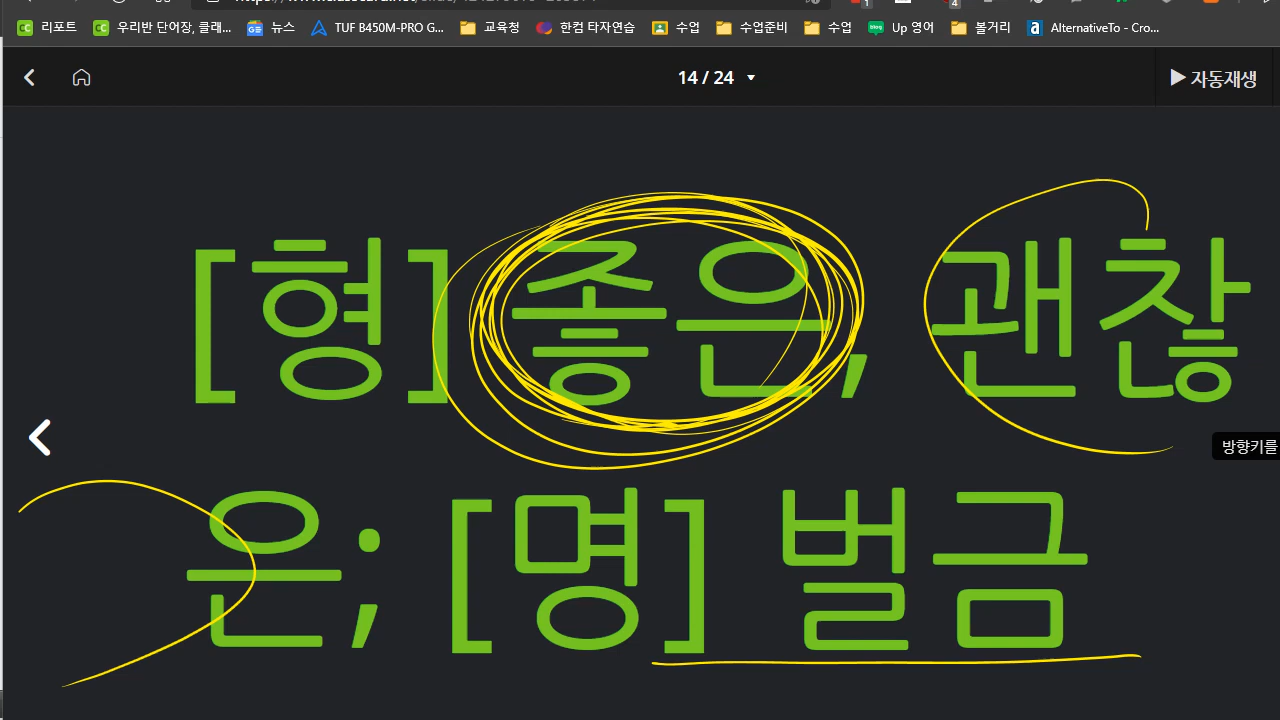 리포트 우리반 단어장, 클래... 뉴스 TUF B450M-PRO G... 교육청 한컴 타자연습 수업 수업준비 수업 Up 영어 볼거리 AlternativeTo - Cro...
14 / 24 자동재생
[형] 좋은, 괜찮
방향키를
은; [명] 벌금